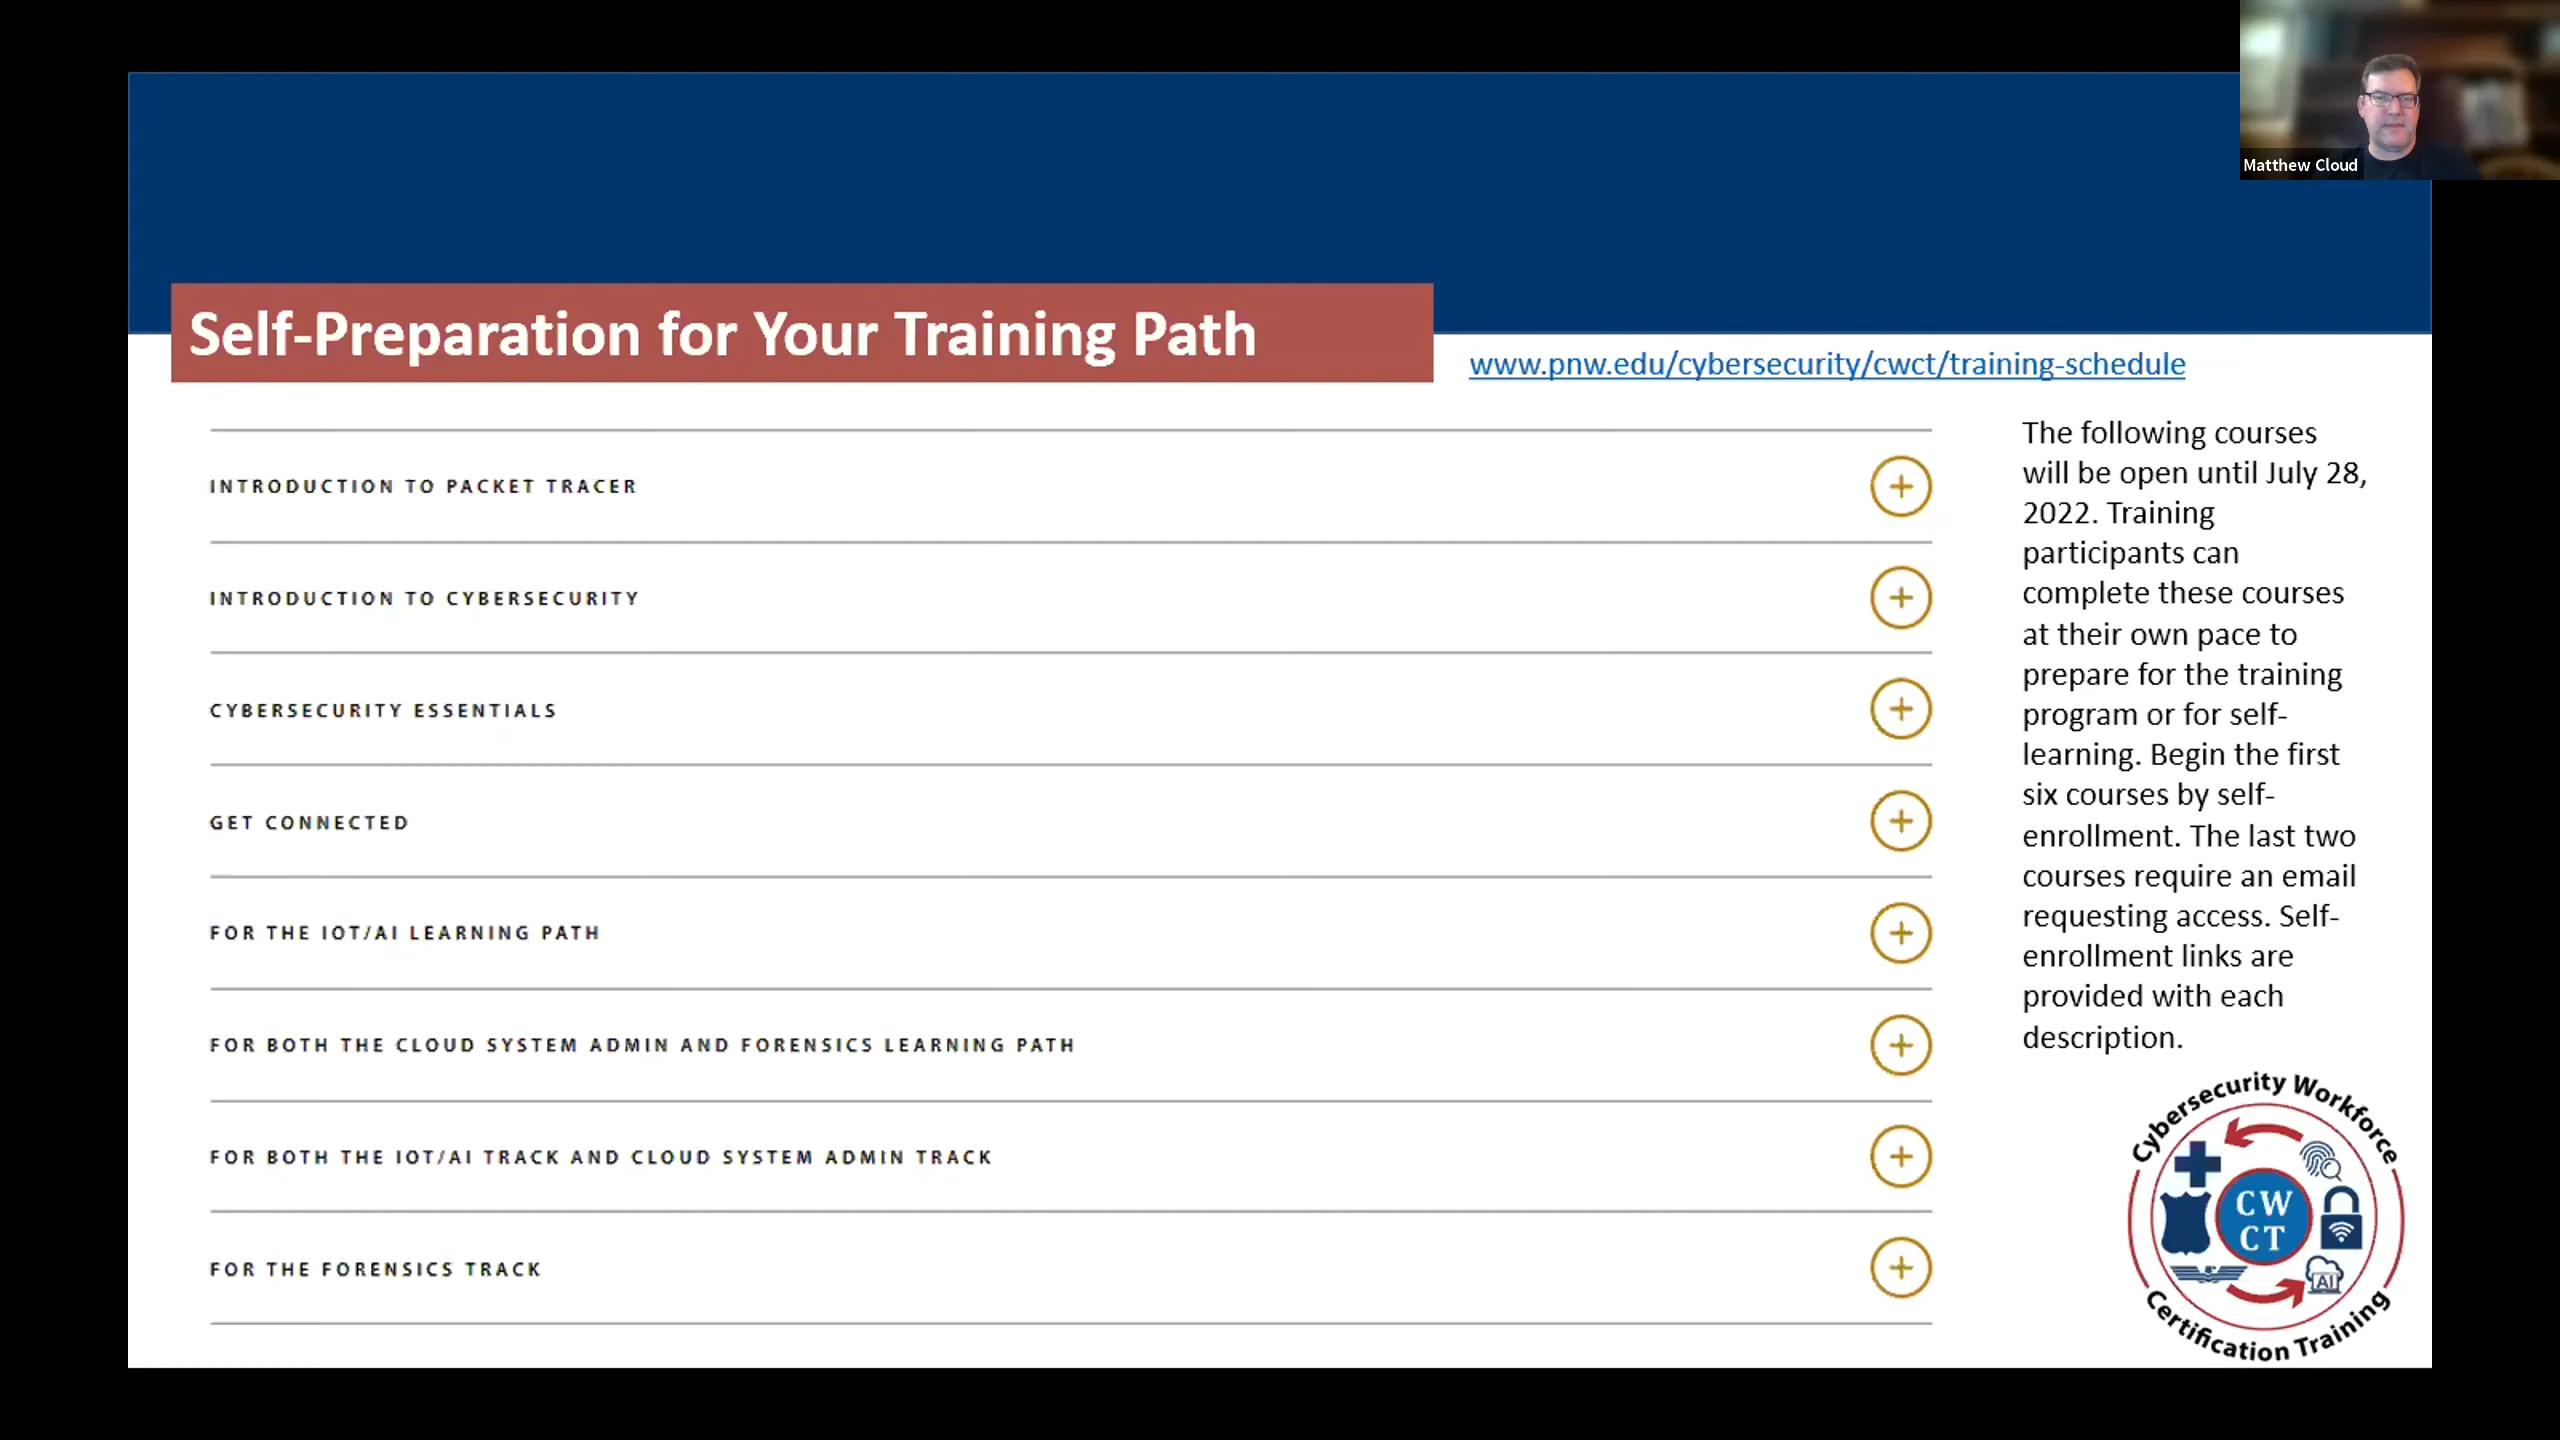 Matthew Cloud
Self-Preparation for Your Training Path
www.pnw.edu/cybersecurity/cwct/training-schedule
INTRODUCTION TO PACKET TRACER
INTRODUCTION TO CYBERSECURITY
CYBERSECURITY ESSENTIALS
GET CONNECTED
FOR THE IOT/AI LEARNING PATH
FOR BOTH THE CLOUD SYSTEM ADMIN AND FORENSICS LEARNING PATH
FOR BOTH THE IOT/AI TRACK AND CLOUD SYSTEM ADMIN TRACK
FOR THE FORENSICS TRACK
The following courses
will be open until July 28,
2022. Training
participants can
complete these courses
at their own pace to
prepare for the training
program or for self-
learning. Begin the first
six courses by self-
enrollment. The last two
courses require an email
requesting access. Self-
enrollment links are
provided with each
description.
Cybersecurity Workforce
CW
CT
AI
Certification Training